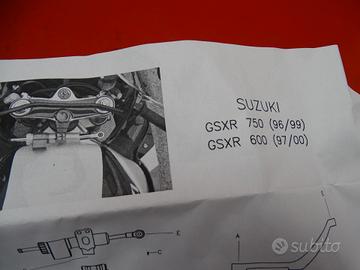 SUZUKI
GSXR 750 (96/99)
GSXR 600 (97/00)
E
C
A
subito